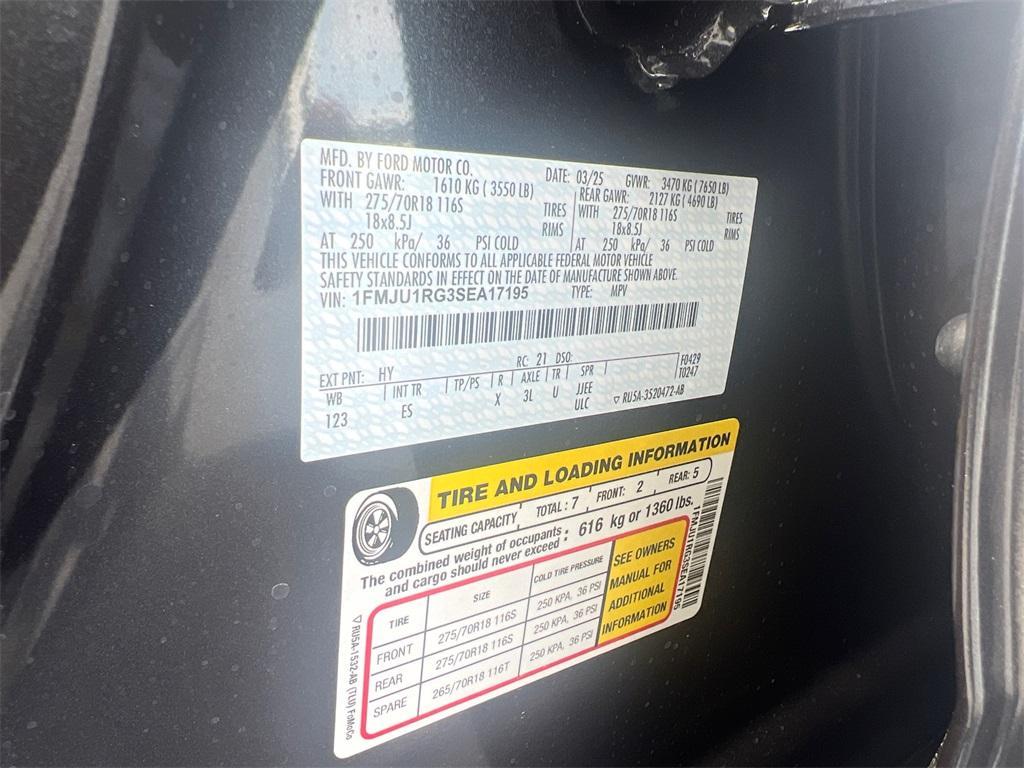 MFD. BY FORD MOTOR CO.
DATE: 03/25 GVWR: 3470 KG ( 7650 LB)
FRONT GAWR: 1610 KG ( 3550 LB) REAR GAWR: 2127 KG ( 4690 LB)
WITH 275/70R18 116S TIRES WITH 275/70R18 116S TIRES
18x8.5J RIMS 18x8.5J RIMS
AT 250 kPa/ 36 PSI COLD AT 250 kPa/ 36 PSI COLD
THIS VEHICLE CONFORMS TO ALL APPLICABLE FEDERAL MOTOR VEHICLE
SAFETY STANDARDS IN EFFECT ON THE DATE OF MANUFACTURE SHOWN ABOVE.
VIN: 1FMJU1RG3SEA17195 TYPE: MPV
EXT PNT: HY RC: 21 DSO: F0429
WB INT TR TP/PS R AXLE TR SPR T0247
123 ES X 3L U JJEE
ULC ▽ RU5A-3520472-AB
TIRE AND LOADING INFORMATION
SEATING CAPACITY TOTAL: 7 FRONT: 2 REAR: 5
The combined weight of occupants
and cargo should never exceed : 616 kg or 1360 lbs.
TIRE SIZE COLD TIRE PRESSURE
FRONT 275/70R18 116S 250 KPA, 36 PSI
REAR 275/70R18 116S 250 KPA, 36 PSI
SPARE 265/70R18 116T 250 KPA, 36 PSI
SEE OWNERS
MANUAL FOR
ADDITIONAL
INFORMATION
1FMJU1RG3SEA17195
▽ RU5A-1532-AB (TLU) FoMoCo